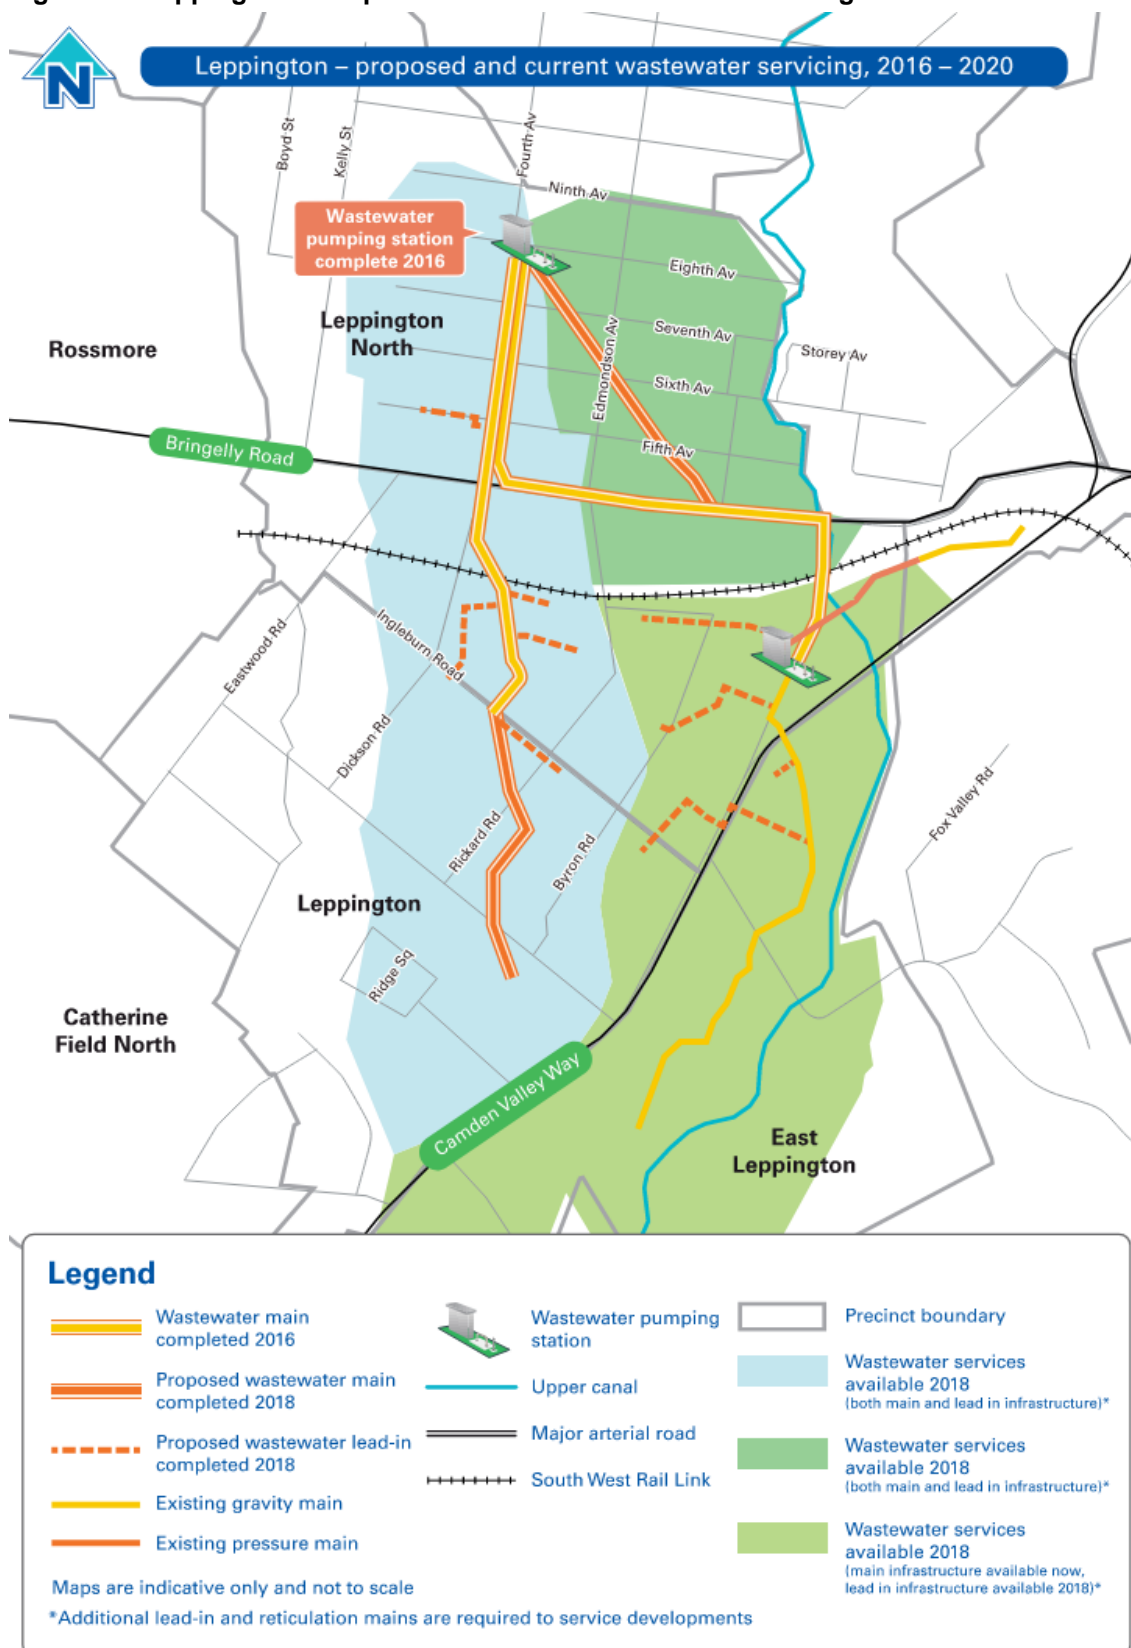 N
Leppington – proposed and current wastewater servicing, 2016 – 2020
Boyd St
Kelly St
Fourth Av
Ninth Av
Wastewater
pumping station
complete 2016
Eighth Av
Leppington
North
Seventh Av
Storey Av
Rossmore
Edmondson Av
Sixth Av
Fifth Av
Bringelly Road
Ingleburn Road
Eastwood Rd
Dickson Rd
Rickard Rd
Byron Rd
Fox Valley Rd
Leppington
Ridge Sq
Catherine
Field North
Camden Valley Way
East
Leppington
Legend
Wastewater main
completed 2016
Proposed wastewater main
completed 2018
Proposed wastewater lead-in
completed 2018
Existing gravity main
Existing pressure main
Wastewater pumping
station
Upper canal
Major arterial road
South West Rail Link
Precinct boundary
Wastewater services
available 2018
(both main and lead in infrastructure)*
Wastewater services
available 2018
(both main and lead in infrastructure)*
Wastewater services
available 2018
(main infrastructure available now,
lead in infrastructure available 2018)*
Maps are indicative only and not to scale
*Additional lead-in and reticulation mains are required to service developments